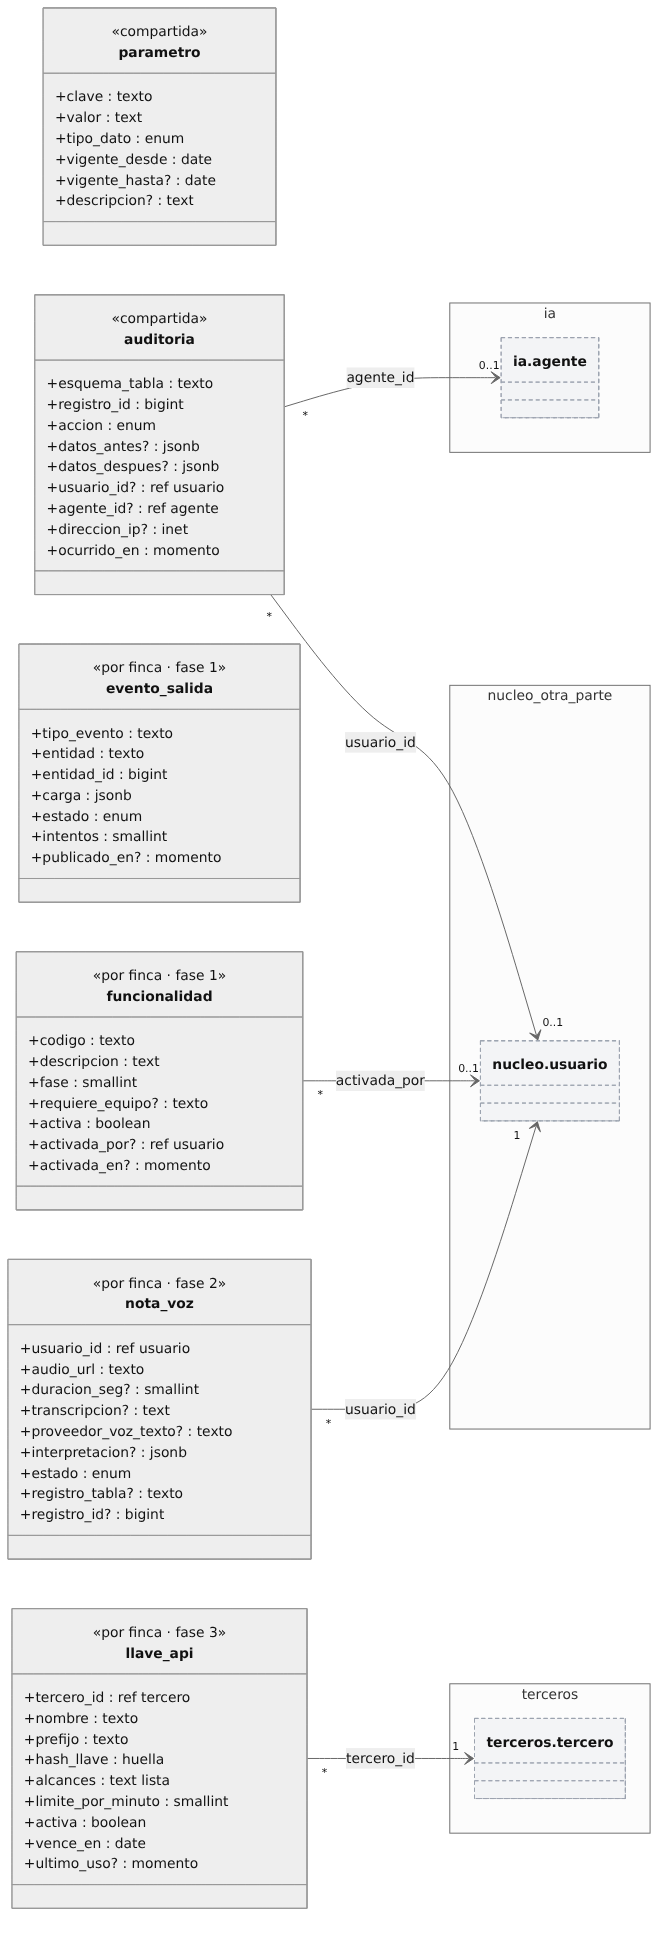 «compartida»
parametro
+clave : texto
+valor : text
+tipo_dato : enum
+vigente_desde : date
+vigente_hasta? : date
+descripcion? : text
«compartida»
auditoria
+esquema_tabla : texto
+registro_id : bigint
+accion : enum
+datos_antes? : jsonb
+datos_despues? : jsonb
+usuario_id? : ref usuario
+agente_id? : ref agente
+direccion_ip? : inet
+ocurrido_en : momento
*
agente_id
0..1
ia
ia.agente
*
usuario_id
0..1
nucleo_otra_parte
nucleo.usuario
«por finca · fase 1»
evento_salida
+tipo_evento : texto
+entidad : texto
+entidad_id : bigint
+carga : jsonb
+estado : enum
+intentos : smallint
+publicado_en? : momento
«por finca · fase 1»
funcionalidad
+codigo : texto
+descripcion : text
+fase : smallint
+requiere_equipo? : texto
+activa : boolean
+activada_por? : ref usuario
+activada_en? : momento
*
activada_por
0..1
«por finca · fase 2»
nota_voz
+usuario_id : ref usuario
+audio_url : texto
+duracion_seg? : smallint
+transcripcion? : text
+proveedor_voz_texto? : texto
+interpretacion? : jsonb
+estado : enum
+registro_tabla? : texto
+registro_id? : bigint
*
usuario_id
1
«por finca · fase 3»
llave_api
+tercero_id : ref tercero
+nombre : texto
+prefijo : texto
+hash_llave : huella
+alcances : text lista
+limite_por_minuto : smallint
+activa : boolean
+vence_en : date
+ultimo_uso? : momento
*
tercero_id
1
terceros
terceros.tercero